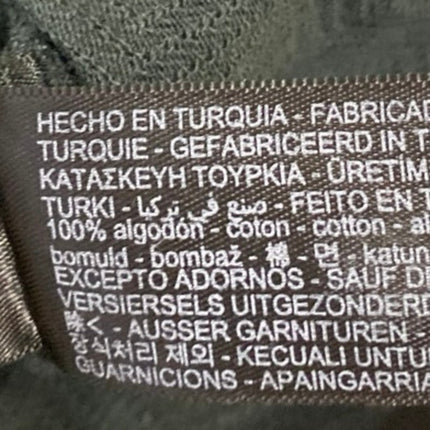 HECHO EN TURQUIA - FABRICAD
TURQUIE - GEFABRICEERD IN T
ΚΑΤΑΣΚΕΥΗ ΤΟΥΡΚΙΑ - ÜRETİM
TURKI - صنع في تركيا - FEITO EN T
100% algodón - coton - cotton - al
bomuld - bombaž - 棉 - 면 - katun
EXCEPTO ADORNOS - SAUF DE
VERSIERSELS UITGEZONDERD
除く - AUSSER GARNITUREN
장식처리 제외 - KECUALI UNTU
GUARNICIONS - APAINGARRIA